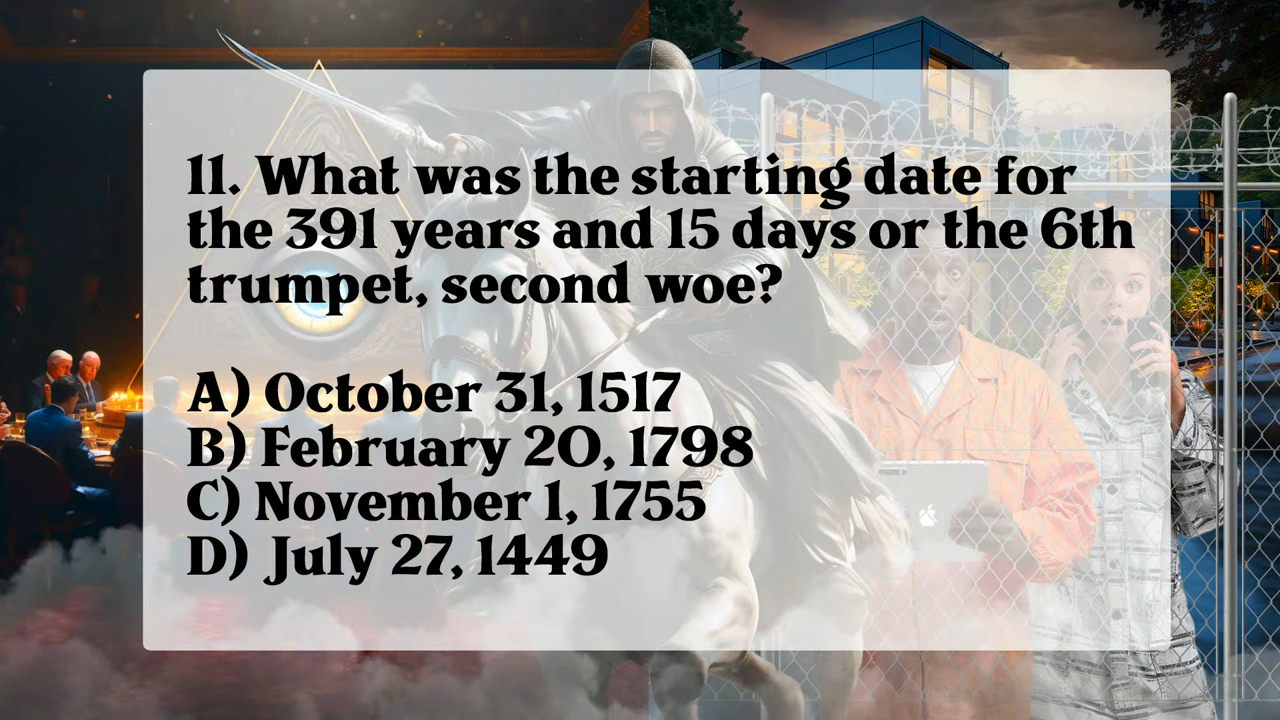 11. What was the starting date for
the 391 years and 15 days or the 6th
trumpet, second woe?
A) October 31, 1517
B) February 20, 1798
C) November 1, 1755
D) July 27, 1449